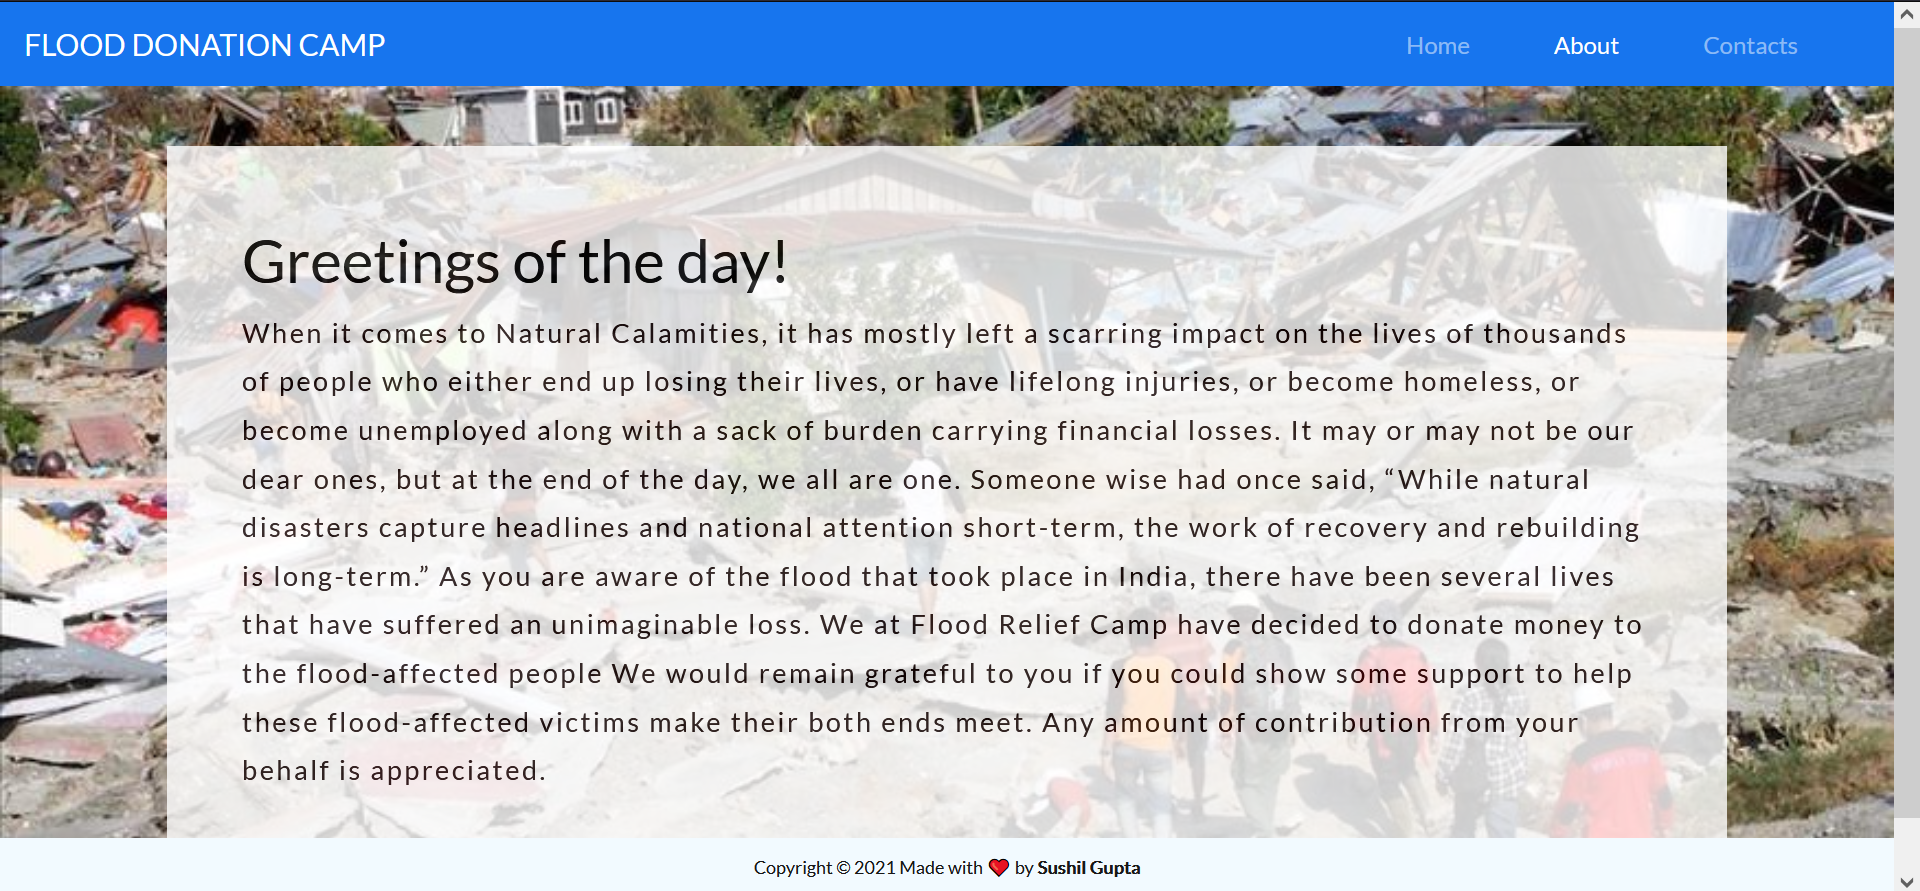 FLOOD DONATION CAMP
Home
About
Contacts
Greetings of the day!
When it comes to Natural Calamities, it has mostly left a scarring impact on the lives of thousands
of people who either end up losing their lives, or have lifelong injuries, or become homeless, or
become unemployed along with a sack of burden carrying financial losses. It may or may not be our
dear ones, but at the end of the day, we all are one. Someone wise had once said, “While natural
disasters capture headlines and national attention short-term, the work of recovery and rebuilding
is long-term.” As you are aware of the flood that took place in India, there have been several lives
that have suffered an unimaginable loss. We at Flood Relief Camp have decided to donate money to
the flood-affected people We would remain grateful to you if you could show some support to help
these flood-affected victims make their both ends meet. Any amount of contribution from your
behalf is appreciated.
Copyright © 2021 Made with ❤ by Sushil Gupta